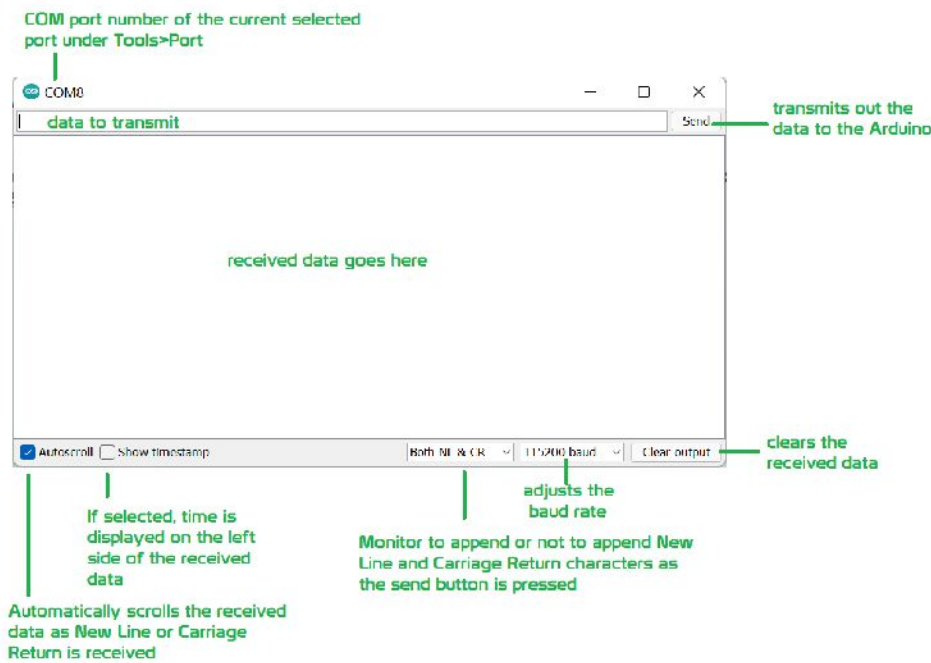 COM port number of the current selected
port under Tools>Port
COM8
data to transmit
Send
transmits out the
data to the Arduino
received data goes here
Autoscroll
Show timestamp
Both NL & CR
115200 baud
Clear output
clears the
received data
adjusts the
baud rate
If selected, time is
displayed on the left
side of the received
data
Monitor to append or not to append New
Line and Carriage Return characters as
the send button is pressed
Automatically scrolls the received
data as New Line or Carriage
Return is received